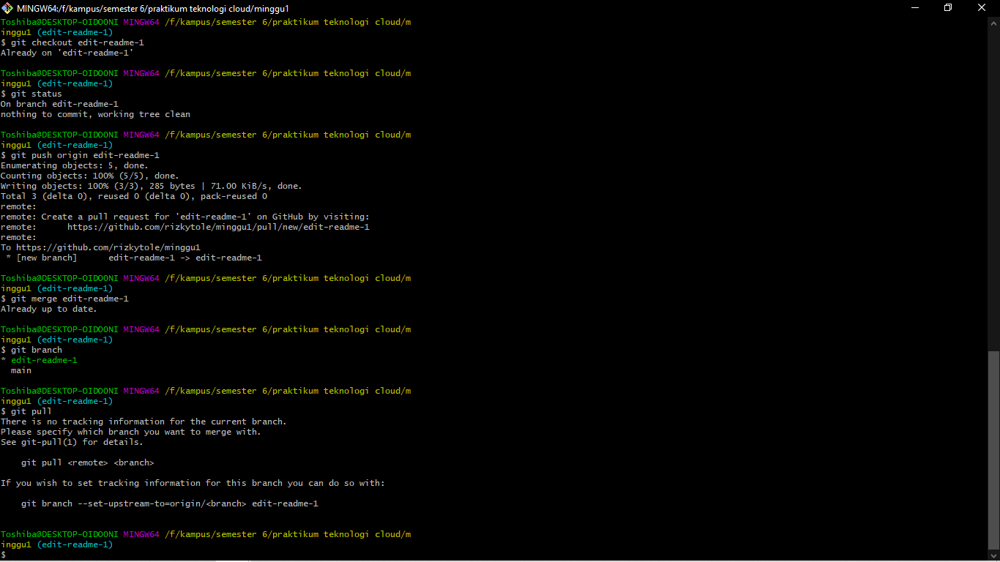 MINGW64:/f/kampus/semester 6/praktikum teknologi cloud/minggu1
Toshiba@DESKTOP-OIDOONI MINGW64 /f/kampus/semester 6/praktikum teknologi cloud/m
inggu1 (edit-readme-1)
$ git checkout edit-readme-1
Already on 'edit-readme-1'
Toshiba@DESKTOP-OIDOONI MINGW64 /f/kampus/semester 6/praktikum teknologi cloud/m
inggu1 (edit-readme-1)
$ git status
On branch edit-readme-1
nothing to commit, working tree clean
Toshiba@DESKTOP-OIDOONI MINGW64 /f/kampus/semester 6/praktikum teknologi cloud/m
inggu1 (edit-readme-1)
$ git push origin edit-readme-1
Enumerating objects: 5, done.
Counting objects: 100% (5/5), done.
Writing objects: 100% (3/3), 285 bytes | 71.00 KiB/s, done.
Total 3 (delta 0), reused 0 (delta 0), pack-reused 0
remote:
remote: Create a pull request for 'edit-readme-1' on GitHub by visiting:
remote:      https://github.com/rizkytole/minggu1/pull/new/edit-readme-1
remote:
To https://github.com/rizkytole/minggu1
 * [new branch]      edit-readme-1 -> edit-readme-1
Toshiba@DESKTOP-OIDOONI MINGW64 /f/kampus/semester 6/praktikum teknologi cloud/m
inggu1 (edit-readme-1)
$ git merge edit-readme-1
Already up to date.
Toshiba@DESKTOP-OIDOONI MINGW64 /f/kampus/semester 6/praktikum teknologi cloud/m
inggu1 (edit-readme-1)
$ git branch
* edit-readme-1
  main
Toshiba@DESKTOP-OIDOONI MINGW64 /f/kampus/semester 6/praktikum teknologi cloud/m
inggu1 (edit-readme-1)
$ git pull
There is no tracking information for the current branch.
Please specify which branch you want to merge with.
See git-pull(1) for details.
    git pull <remote> <branch>
If you wish to set tracking information for this branch you can do so with:
    git branch --set-upstream-to=origin/<branch> edit-readme-1
Toshiba@DESKTOP-OIDOONI MINGW64 /f/kampus/semester 6/praktikum teknologi cloud/m
inggu1 (edit-readme-1)
$